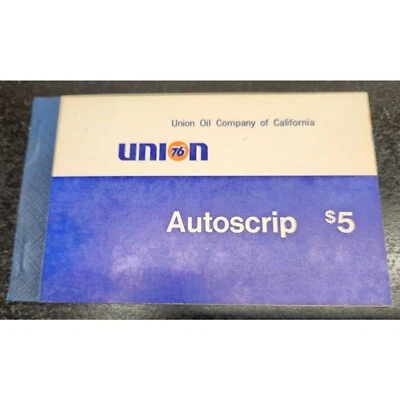 Union Oil Company of California
union
76
Autoscrip $5